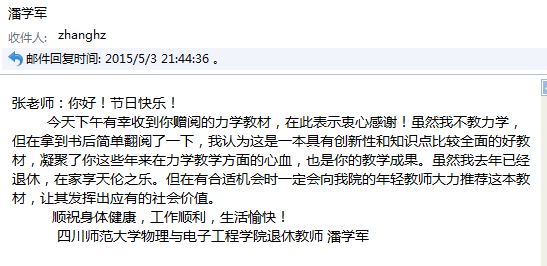 潘学军
收件人: zhanghz
邮件回复时间: 2015/5/3 21:44:36 。
张老师：你好！节日快乐！
今天下午有幸收到你赠阅的力学教材，在此表示衷心感谢！虽然我不教力学，
但在拿到书后简单翻阅了一下，我认为这是一本具有创新性和知识点比较全面的好教
材，凝聚了你这些年来在力学教学方面的心血，也是你的教学成果。虽然我去年已经
退休，在家享天伦之乐。但在有合适机会时一定会向我院的年轻教师大力推荐这本教
材，让其发挥出应有的社会价值。
顺祝身体健康，工作顺利，生活愉快！
四川师范大学物理与电子工程学院退休教师 潘学军